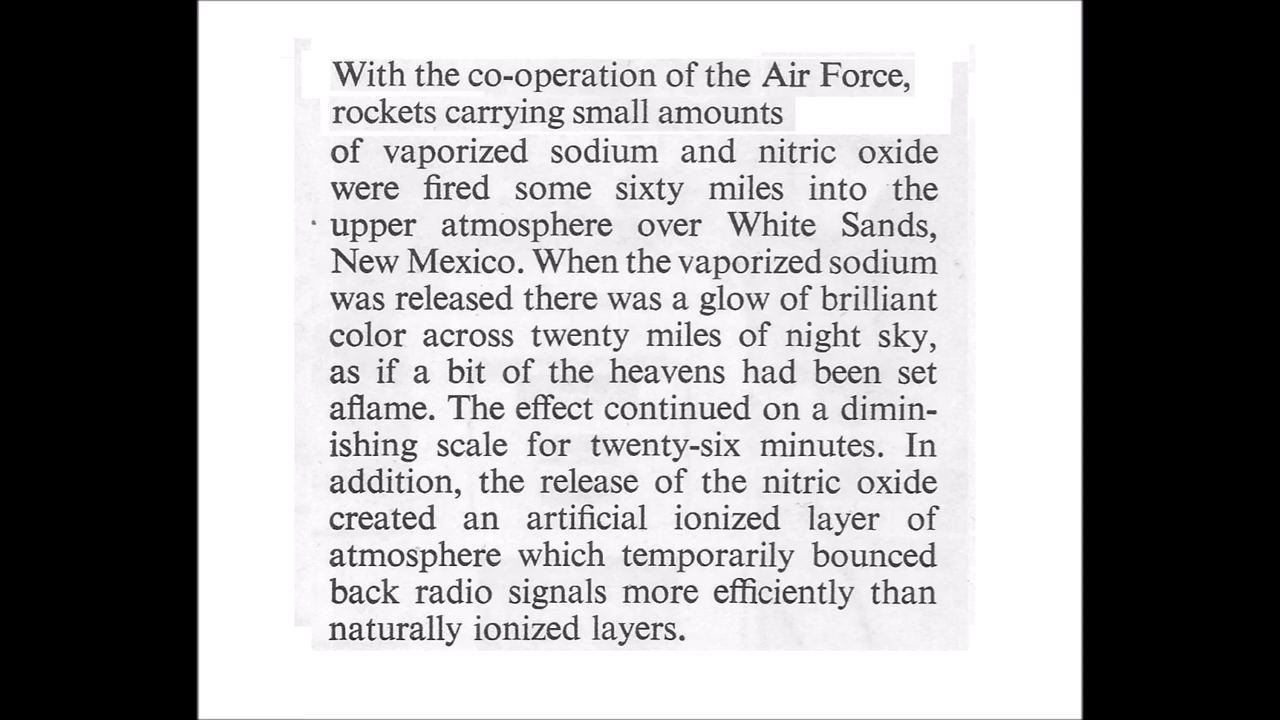 With the co-operation of the Air Force,
rockets carrying small amounts
of vaporized sodium and nitric oxide
were fired some sixty miles into the
upper atmosphere over White Sands,
New Mexico. When the vaporized sodium
was released there was a glow of brilliant
color across twenty miles of night sky,
as if a bit of the heavens had been set
aflame. The effect continued on a dimin-
ishing scale for twenty-six minutes. In
addition, the release of the nitric oxide
created an artificial ionized layer of
atmosphere which temporarily bounced
back radio signals more efficiently than
naturally ionized layers.